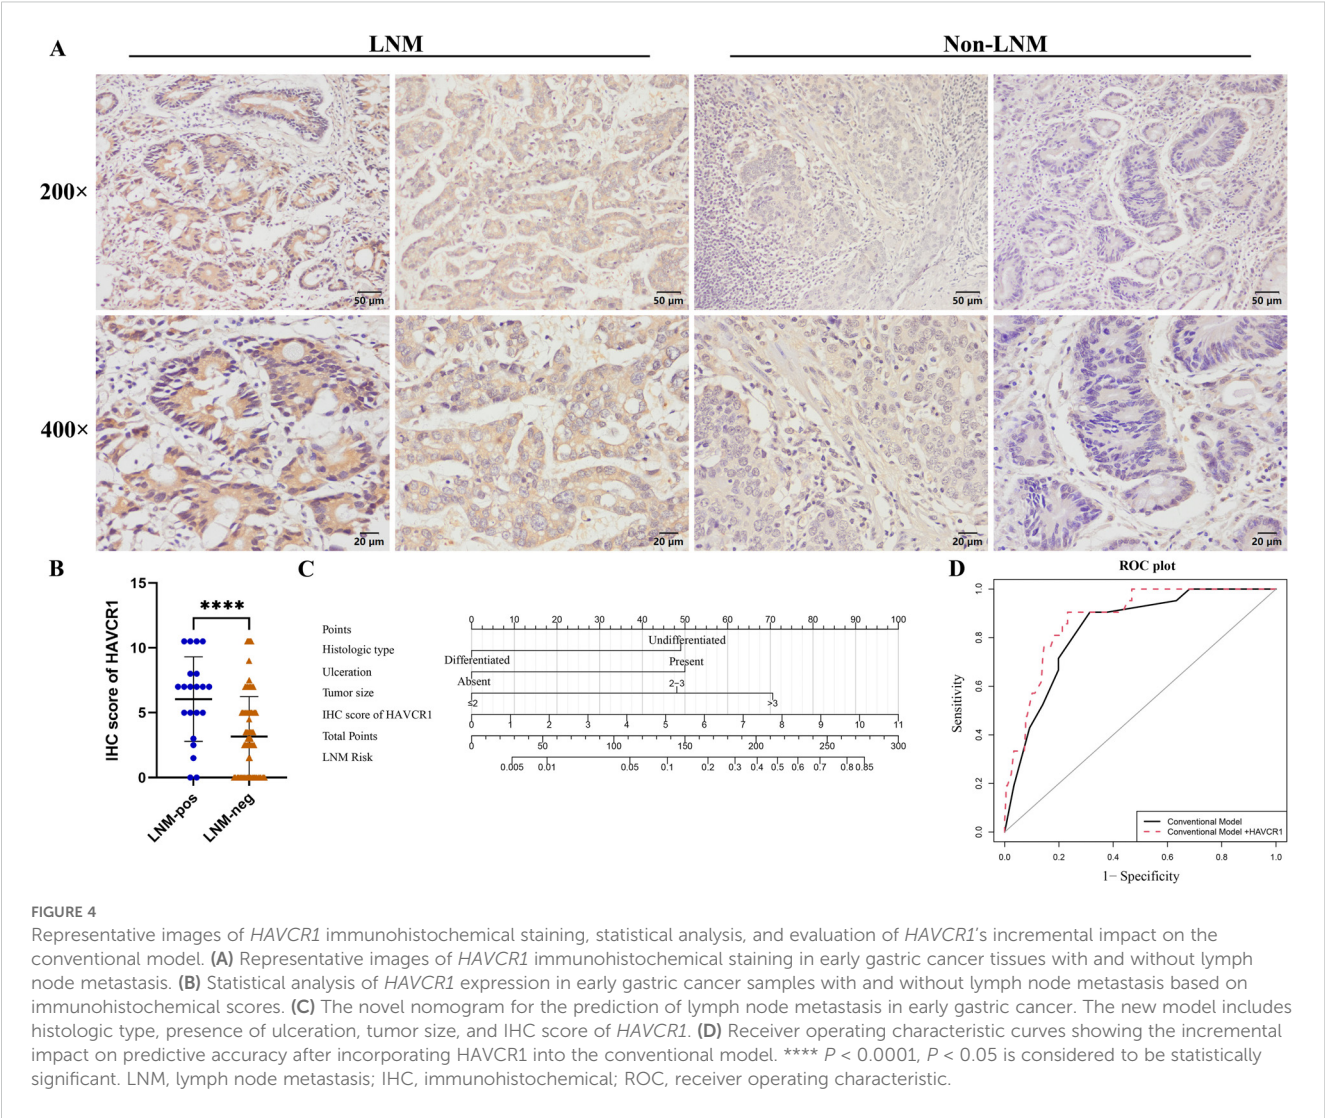 A
LNM
Non-LNM
200×
50 µm
50 µm
50 µm
50 µm
400×
20 µm
20 µm
20 µm
20 µm
B
IHC score of HAVCR1
15
10
5
0
****
LNM-pos
LNM-neg
C
Points
0 10 20 30 40 50 60 70 80 90 100
Histologic type
Undifferentiated
Differentiated
Ulceration
Present
Absent
Tumor size
2−3
≤2
>3
IHC score of HAVCR1
0 1 2 3 4 5 6 7 8 9 10 11
Total Points
0 50 100 150 200 250 300
LNM Risk
0.005 0.01 0.05 0.1 0.2 0.3 0.4 0.5 0.6 0.7 0.8 0.85
D
ROC plot
Sensitivity
1.0
0.8
0.6
0.4
0.2
0.0
Conventional Model
Conventional Model +HAVCR1
0.0 0.2 0.4 0.6 0.8 1.0
1− Specificity
FIGURE 4
Representative images of HAVCR1 immunohistochemical staining, statistical analysis, and evaluation of HAVCR1's incremental impact on the
conventional model. (A) Representative images of HAVCR1 immunohistochemical staining in early gastric cancer tissues with and without lymph
node metastasis. (B) Statistical analysis of HAVCR1 expression in early gastric cancer samples with and without lymph node metastasis based on
immunohistochemical scores. (C) The novel nomogram for the prediction of lymph node metastasis in early gastric cancer. The new model includes
histologic type, presence of ulceration, tumor size, and IHC score of HAVCR1. (D) Receiver operating characteristic curves showing the incremental
impact on predictive accuracy after incorporating HAVCR1 into the conventional model. **** P < 0.0001, P < 0.05 is considered to be statistically
significant. LNM, lymph node metastasis; IHC, immunohistochemical; ROC, receiver operating characteristic.